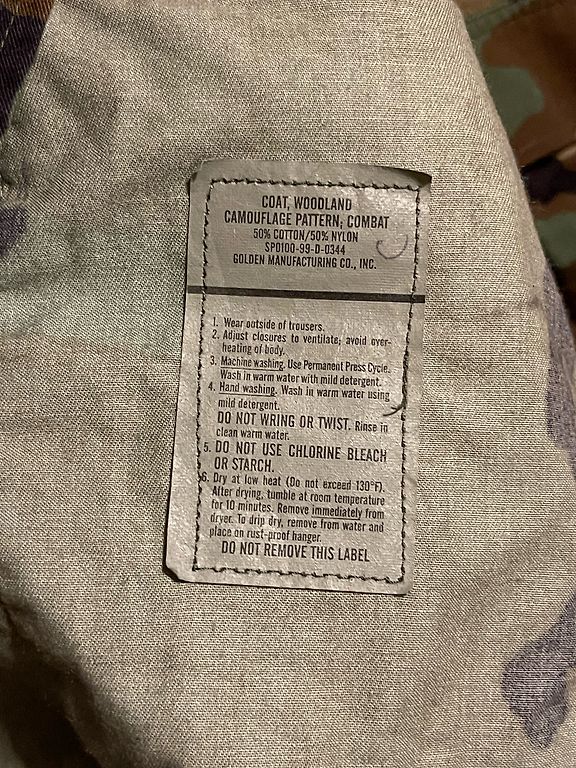 COAT, WOODLAND
CAMOUFLAGE PATTERN; COMBAT
50% COTTON/50% NYLON
SPO100-99-D-0344
GOLDEN MANUFACTURING CO., INC.
1. Wear outside of trousers.
2. Adjust closures to ventilate; avoid over-
heating of body.
3. Machine washing. Use Permanent Press Cycle.
Wash in warm water with mild detergent.
4. Hand washing. Wash in warm water using
mild detergent.
DO NOT WRING OR TWIST. Rinse in
clean warm water.
5. DO NOT USE CHLORINE BLEACH
OR STARCH.
6. Dry at low heat (Do not exceed 130°F).
After drying, tumble at room temperature
for 10 minutes. Remove immediately from
dryer. To drip dry, remove from water and
place on rust-proof hanger.
DO NOT REMOVE THIS LABEL